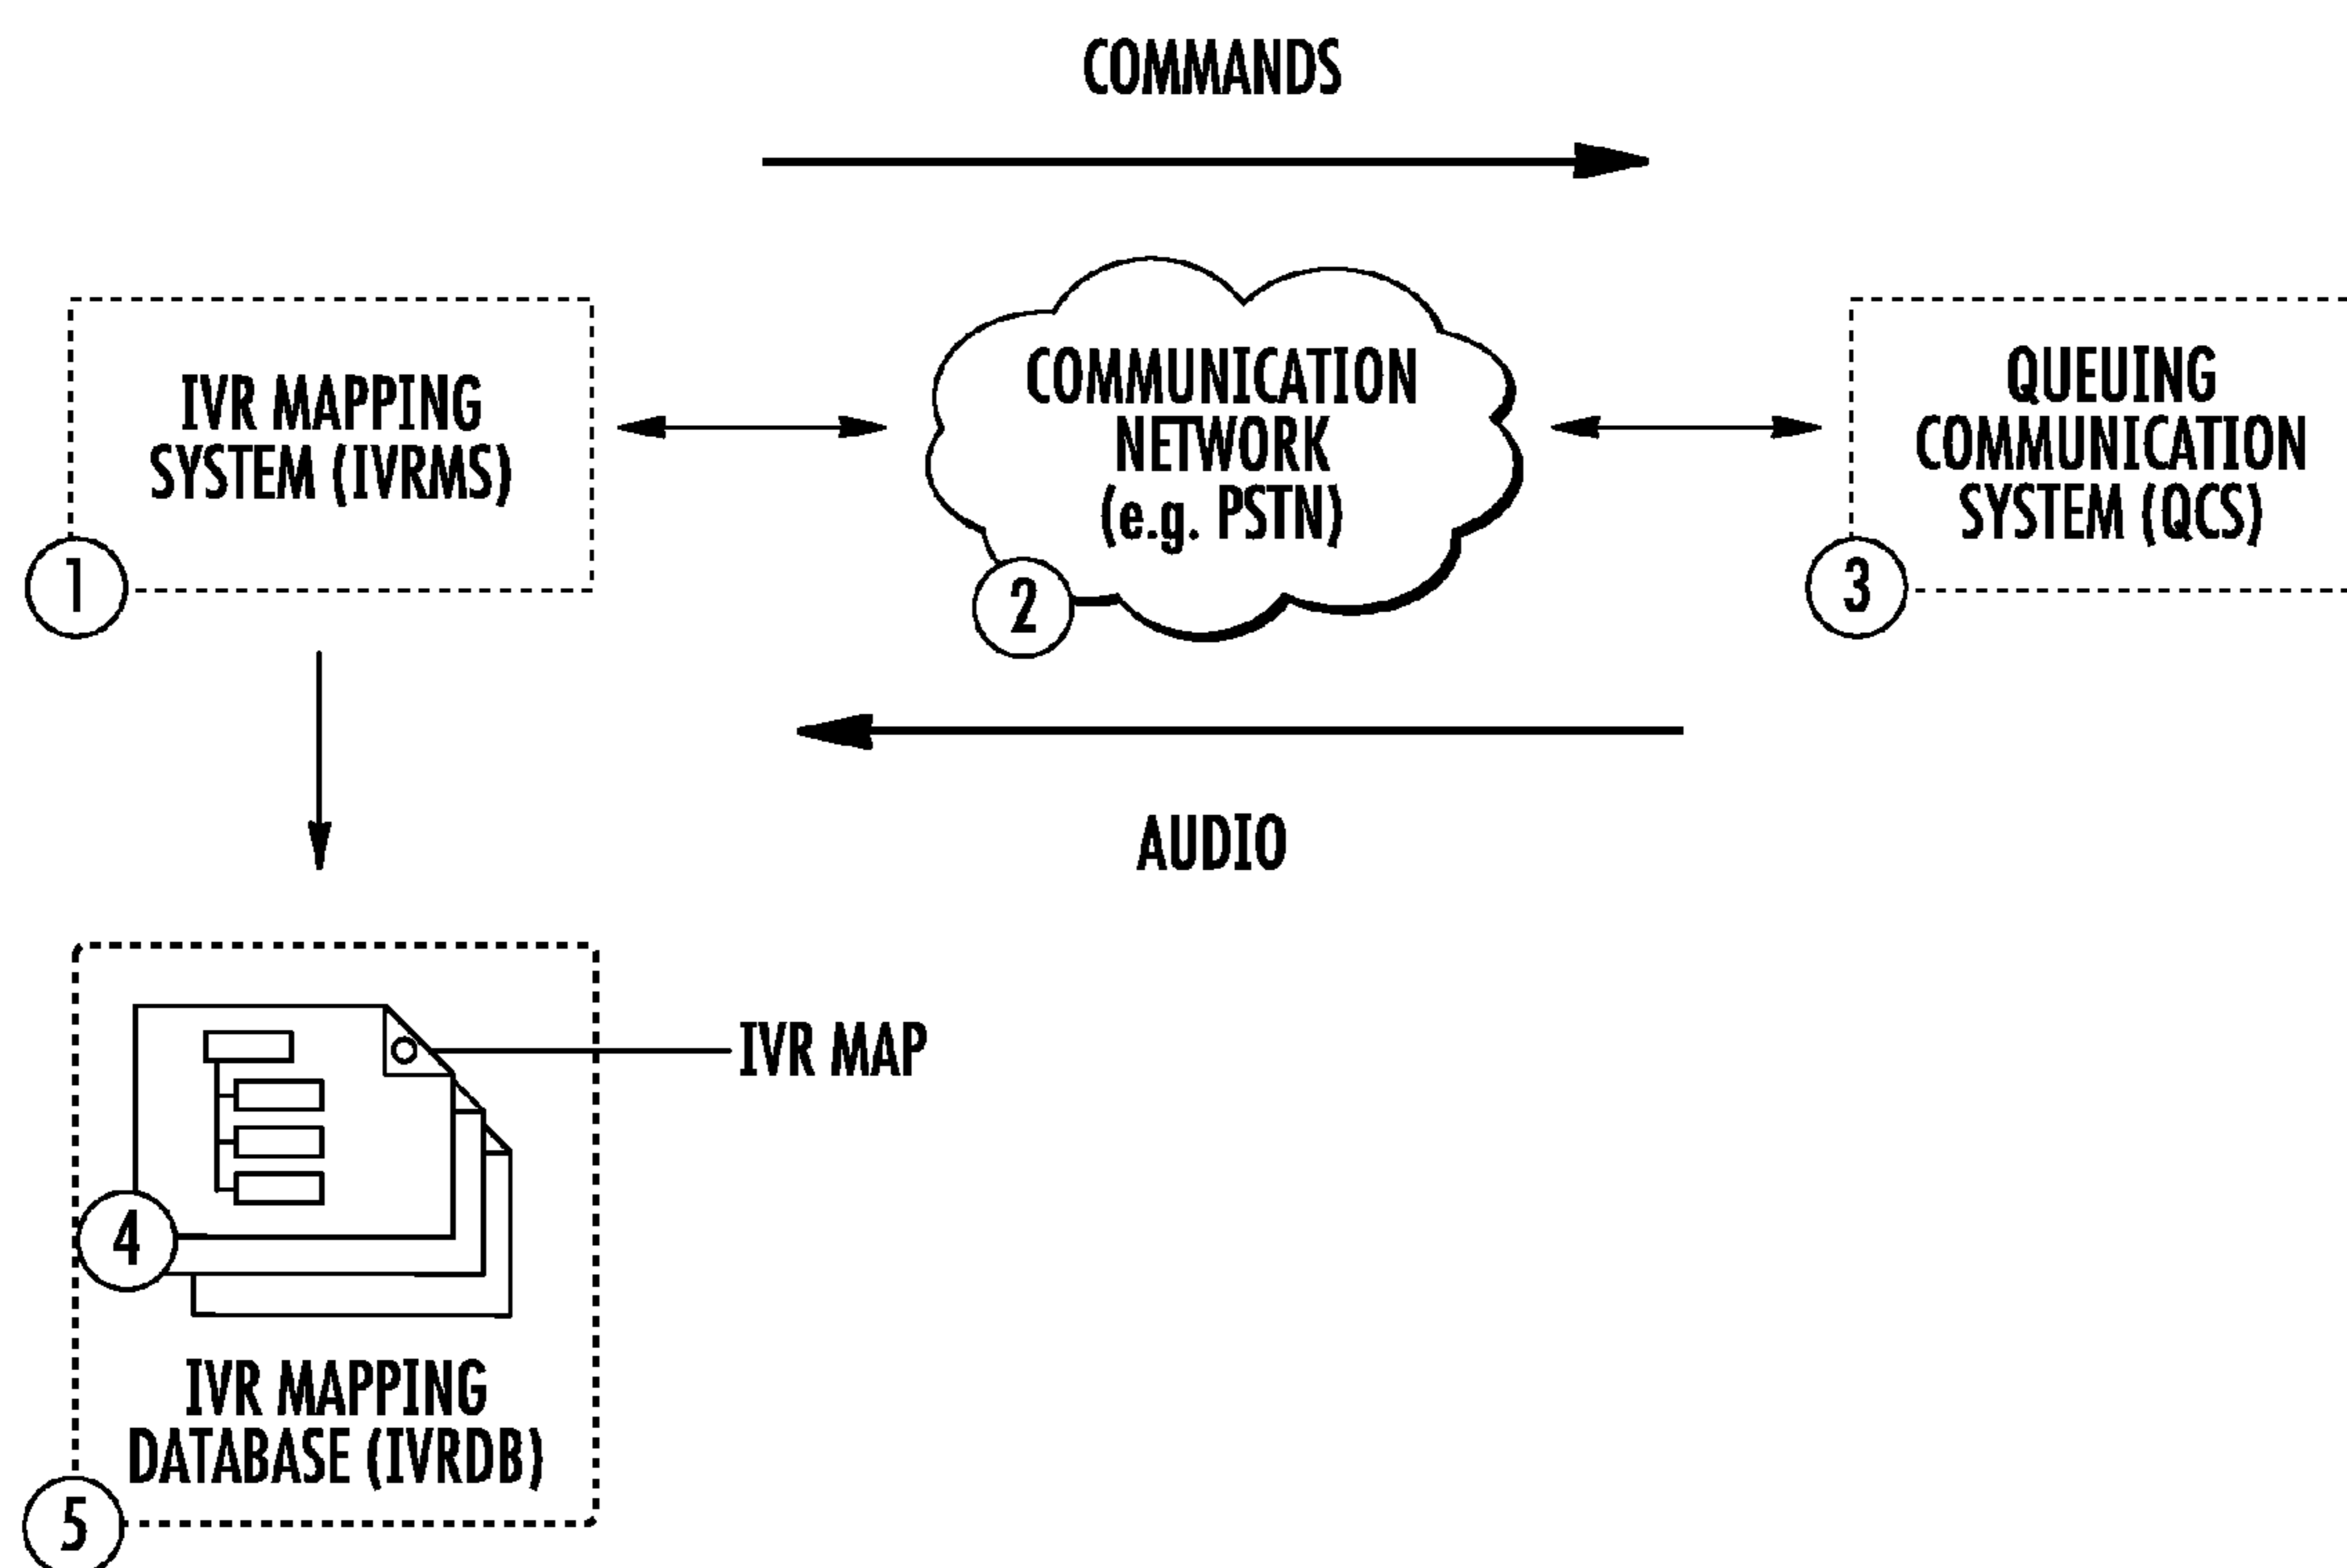 COMMANDS
IVR MAPPING
SYSTEM (IVRMS)
1
COMMUNICATION
NETWORK
(e.g. PSTN)
2
QUEUING
COMMUNICATION
SYSTEM (QCS)
3
AUDIO
IVR MAP
4
IVR MAPPING
DATABASE (IVRDB)
5